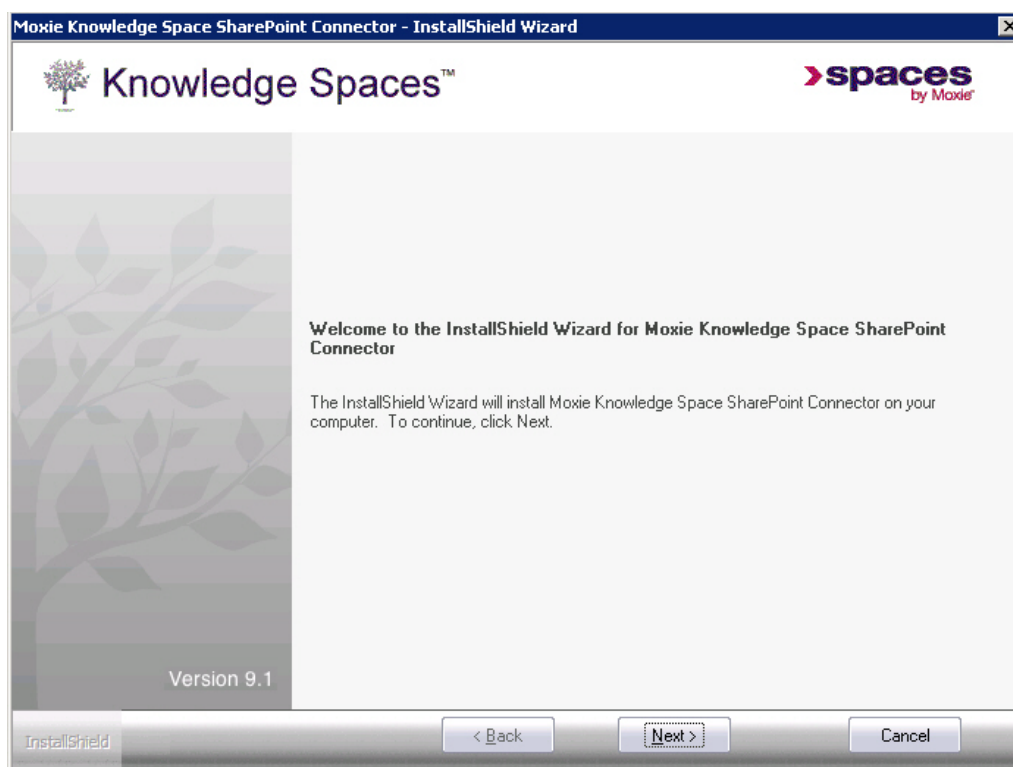 Moxie Knowledge Space SharePoint Connector - InstallShield Wizard
Knowledge Spaces™
spaces
by Moxie®
Welcome to the InstallShield Wizard for Moxie Knowledge Space SharePoint
Connector
The InstallShield Wizard will install Moxie Knowledge Space SharePoint Connector on your
computer. To continue, click Next.
Version 9.1
InstallShield
< Back
Next >
Cancel